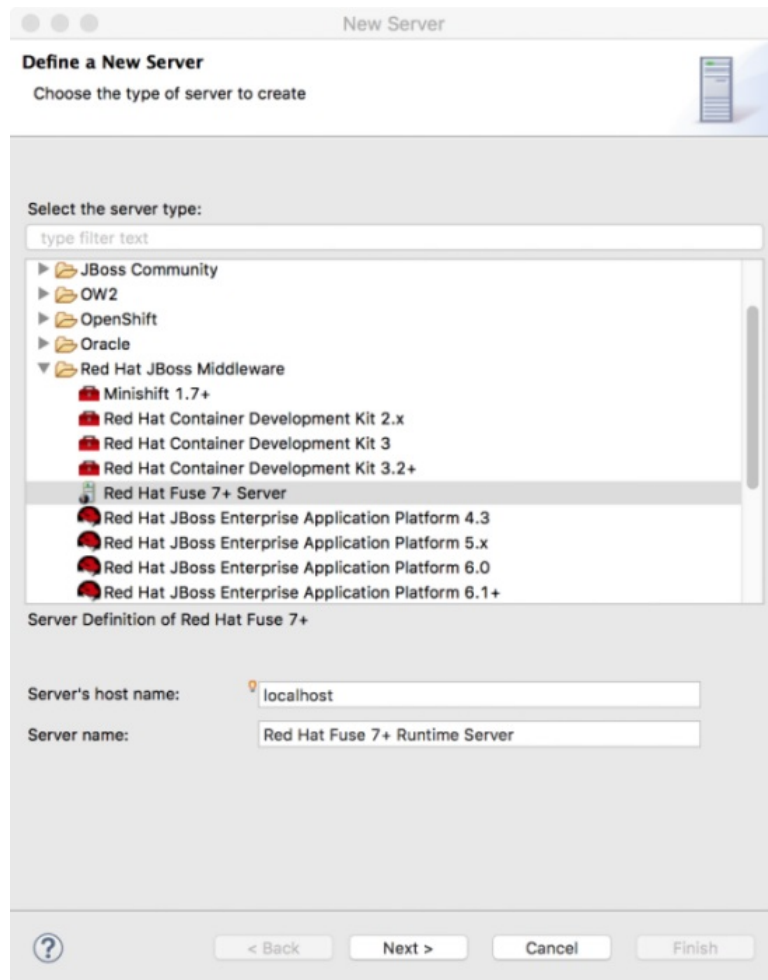 New Server
Define a New Server
Choose the type of server to create
Select the server type:
type filter text
JBoss Community
OW2
OpenShift
Oracle
Red Hat JBoss Middleware
Minishift 1.7+
Red Hat Container Development Kit 2.x
Red Hat Container Development Kit 3
Red Hat Container Development Kit 3.2+
Red Hat Fuse 7+ Server
Red Hat JBoss Enterprise Application Platform 4.3
Red Hat JBoss Enterprise Application Platform 5.x
Red Hat JBoss Enterprise Application Platform 6.0
Red Hat JBoss Enterprise Application Platform 6.1+
Server Definition of Red Hat Fuse 7+
Server's host name: localhost
Server name: Red Hat Fuse 7+ Runtime Server
? < Back Next > Cancel Finish